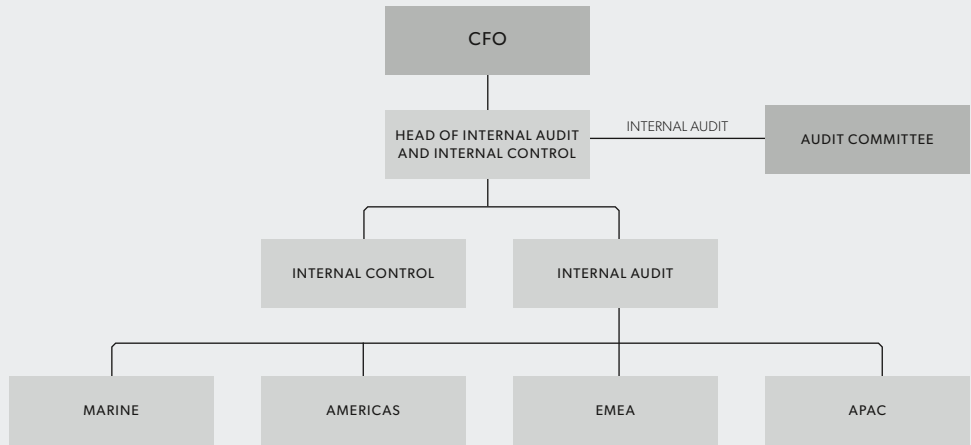 CFO
HEAD OF INTERNAL AUDIT
AND INTERNAL CONTROL
INTERNAL AUDIT
AUDIT COMMITTEE
INTERNAL CONTROL
INTERNAL AUDIT
MARINE
AMERICAS
EMEA
APAC